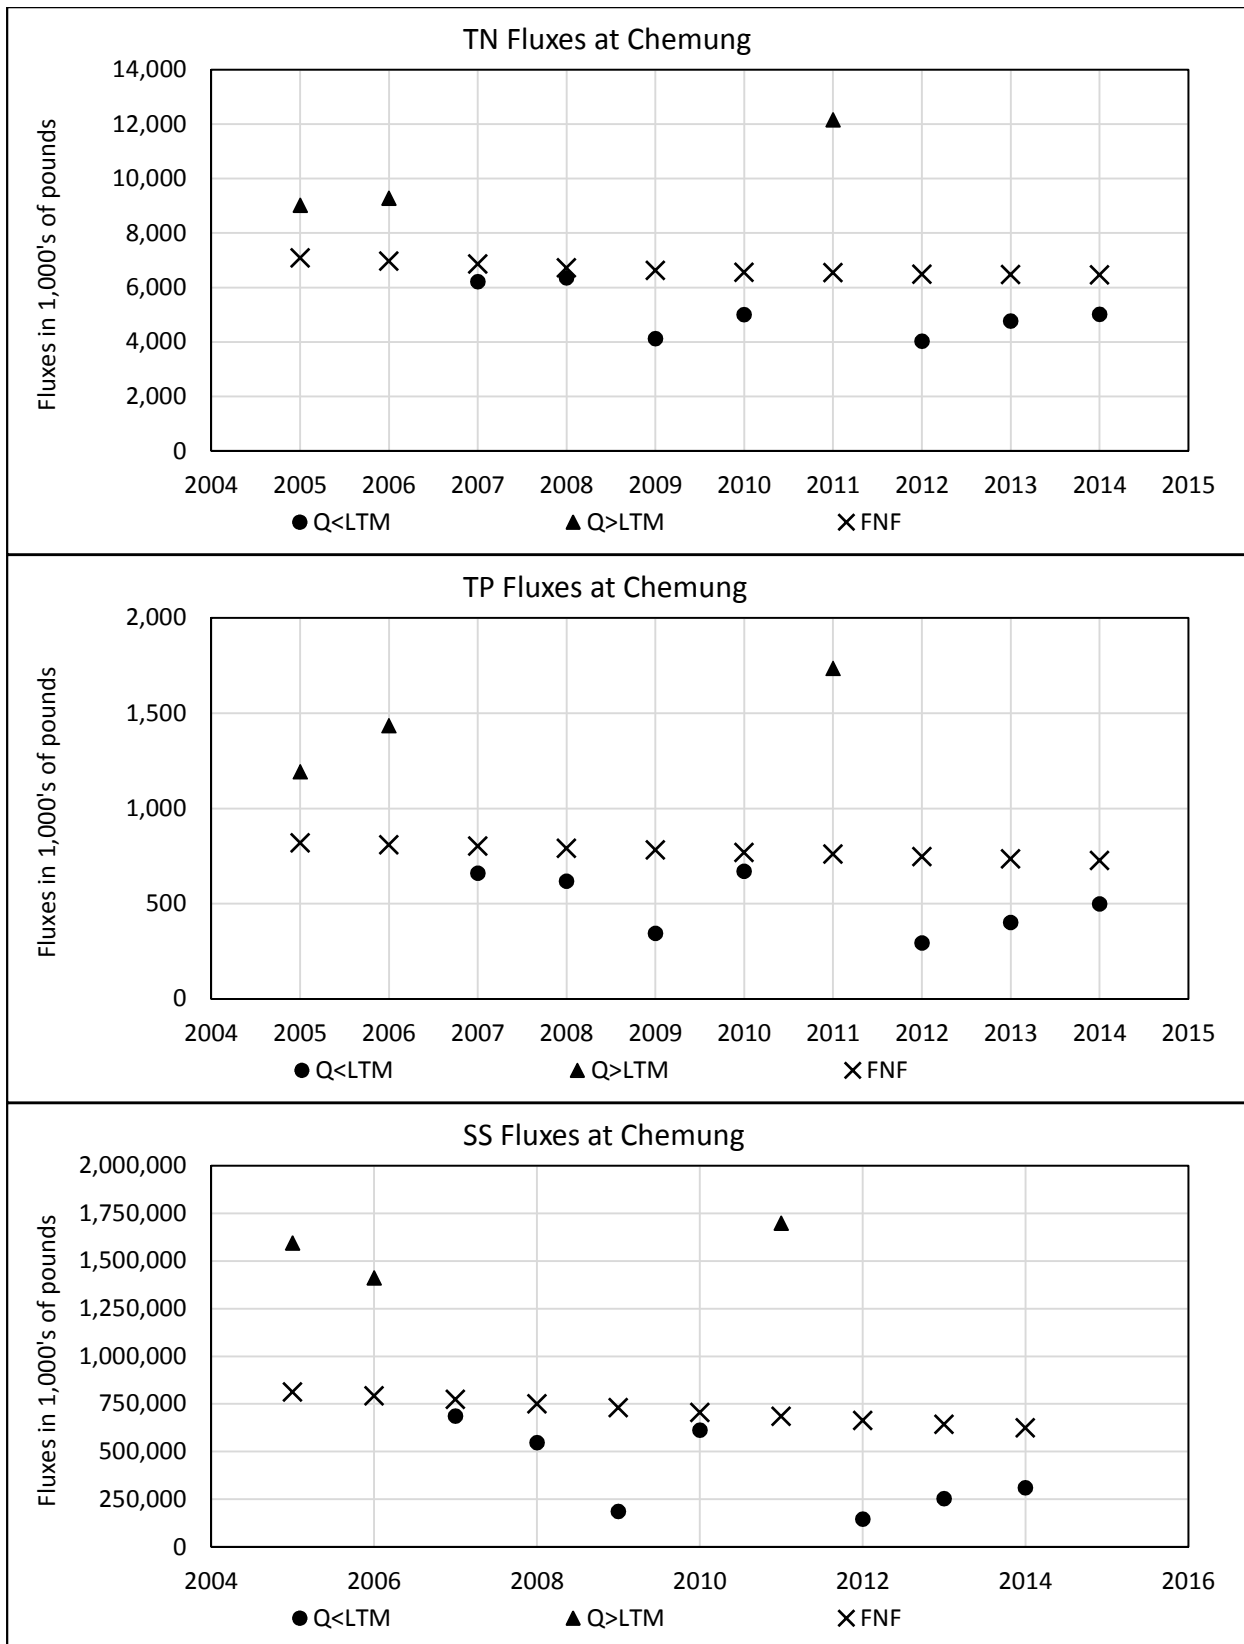 TN Fluxes at Chemung
Fluxes in 1,000's of pounds
14,000
12,000
10,000
8,000
6,000
4,000
2,000
0
2004 2005 2006 2007 2008 2009 2010 2011 2012 2013 2014 2015
Q<LTM Q>LTM FNF
TP Fluxes at Chemung
Fluxes in 1,000's of pounds
2,000
1,500
1,000
500
0
2004 2005 2006 2007 2008 2009 2010 2011 2012 2013 2014 2015
Q<LTM Q>LTM FNF
SS Fluxes at Chemung
Fluxes in 1,000's of pounds
2,000,000
1,750,000
1,500,000
1,250,000
1,000,000
750,000
500,000
250,000
0
2004 2006 2008 2010 2012 2014 2016
Q<LTM Q>LTM FNF